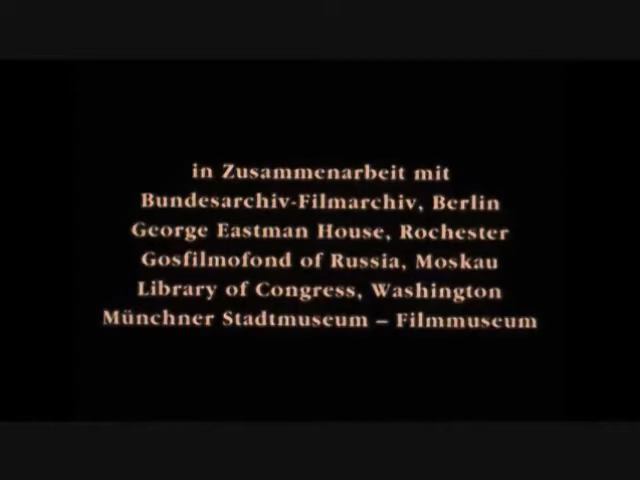 in Zusammenarbeit mit
Bundesarchiv-Filmarchiv, Berlin
George Eastman House, Rochester
Gosfilmofond of Russia, Moskau
Library of Congress, Washington
Münchner Stadtmuseum – Filmmuseum